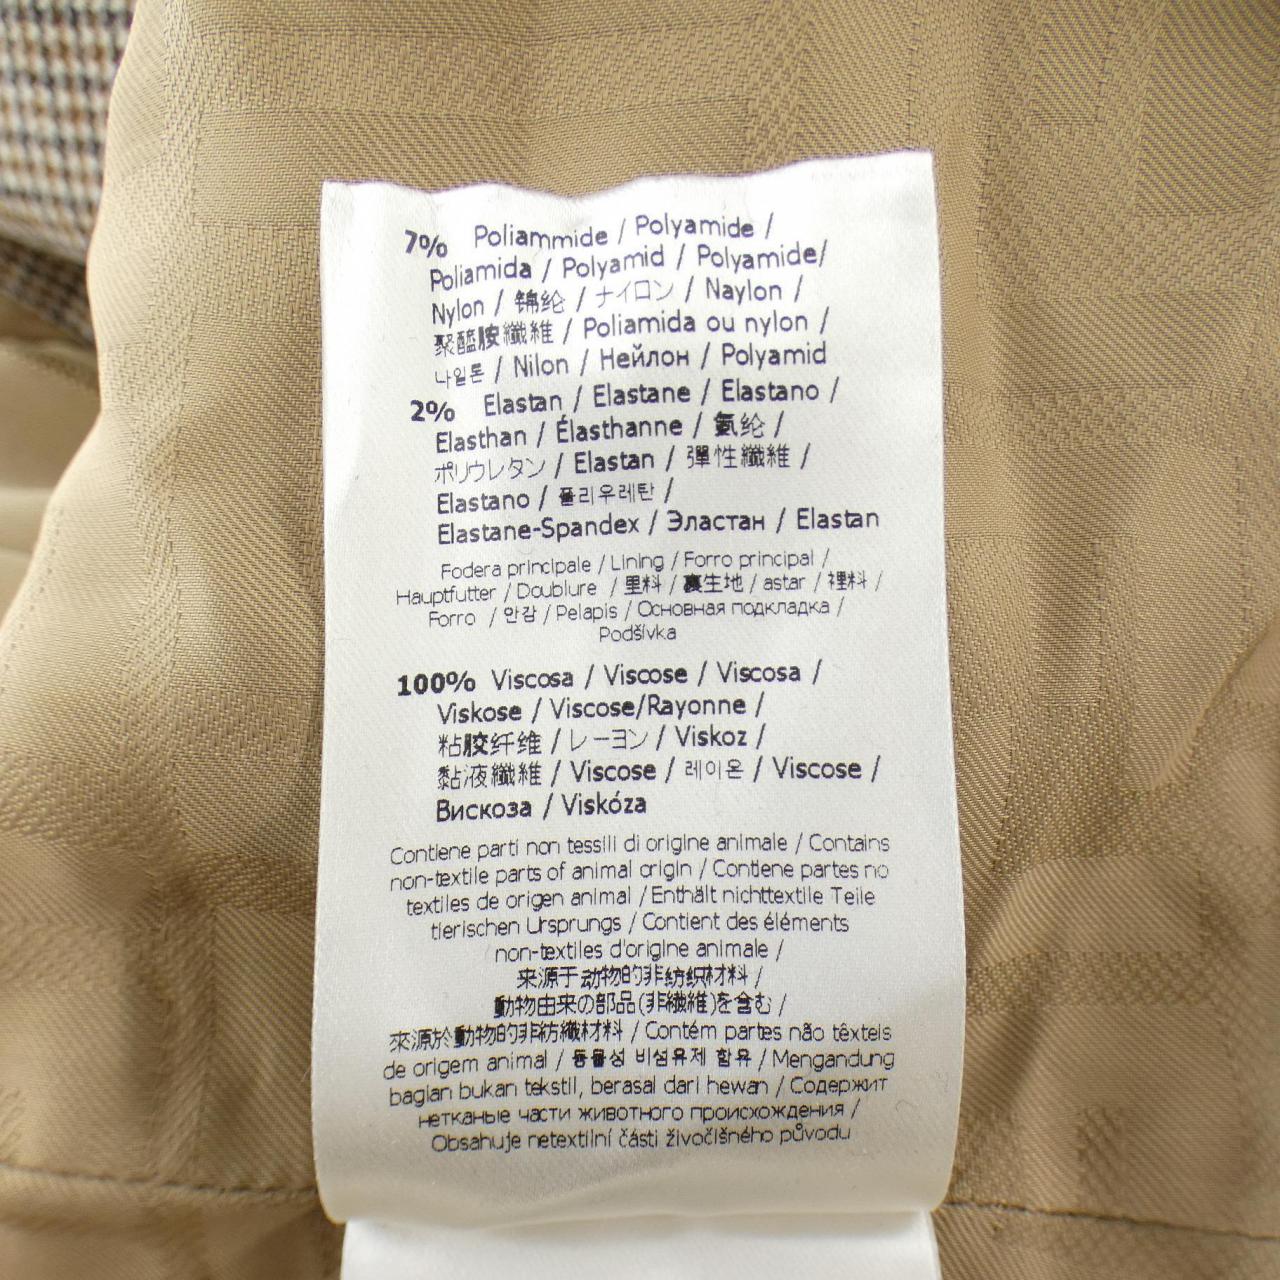 7% Poliammide / Polyamide /
Poliamida / Polyamid / Polyamide/
Nylon / 锦纶 / ナイロン / Naylon /
聚醯胺纖維 / Poliamida ou nylon /
나일론 / Nilon / Нейлон / Polyamid
2% Elastan / Elastane / Elastano /
Elasthan / Élasthanne / 氨纶 /
ポリウレタン / Elastan / 彈性纖維 /
Elastano / 폴리우레탄 /
Elastane-Spandex / Эластан / Elastan
Fodera principale / Lining / Forro principal /
Hauptfutter / Doublure / 里料 / 裏生地 / astar / 裡料 /
Forro / 안감 / Pelapis / Основная подкладка /
Podšívka
100% Viscosa / Viscose / Viscosa /
Viskose / Viscose/Rayonne /
粘胶纤维 / レーヨン / Viskoz /
黏液纖維 / Viscose / 레이온 / Viscose /
Вискоза / Viskóza
Contiene parti non tessili di origine animale / Contains
non-textile parts of animal origin / Contiene partes no
textiles de origen animal / Enthält nichttextile Teile
tierischen Ursprungs / Contient des éléments
non-textiles d'origine animale /
来源于动物的非纺织材料 /
動物由来の部品(非繊維)を含む /
來源於動物的非紡織材料 / Contém partes não têxteis
de origem animal / 동물성 비섬유제 함유 / Mengandung
bagian bukan tekstil, berasal dari hewan / Содержит
нетканые части животного происхождения /
Obsahuje netextilní části živočišného původu